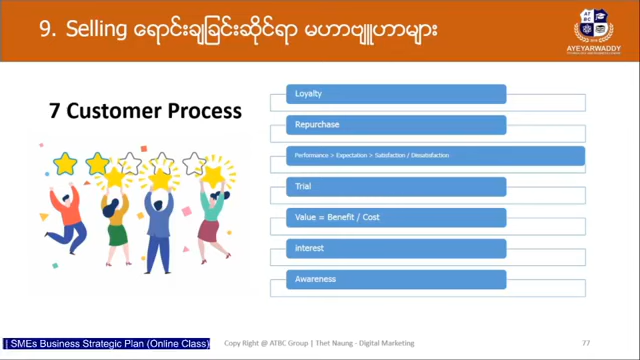 9. Selling ရောင်းချခြင်းဆိုင်ရာ မဟာဗျူဟာများ
ATBC
AYEYARWADDY
7 Customer Process
Loyalty
Repurchase
Performance > Expectation > Satisfaction / Dissatisfaction
Trial
Value = Benefit / Cost
interest
Awareness
| SMEs Business Strategic Plan (Online Class)
Copy Right @ ATBC Group | Thet Naung - Digital Marketing
77